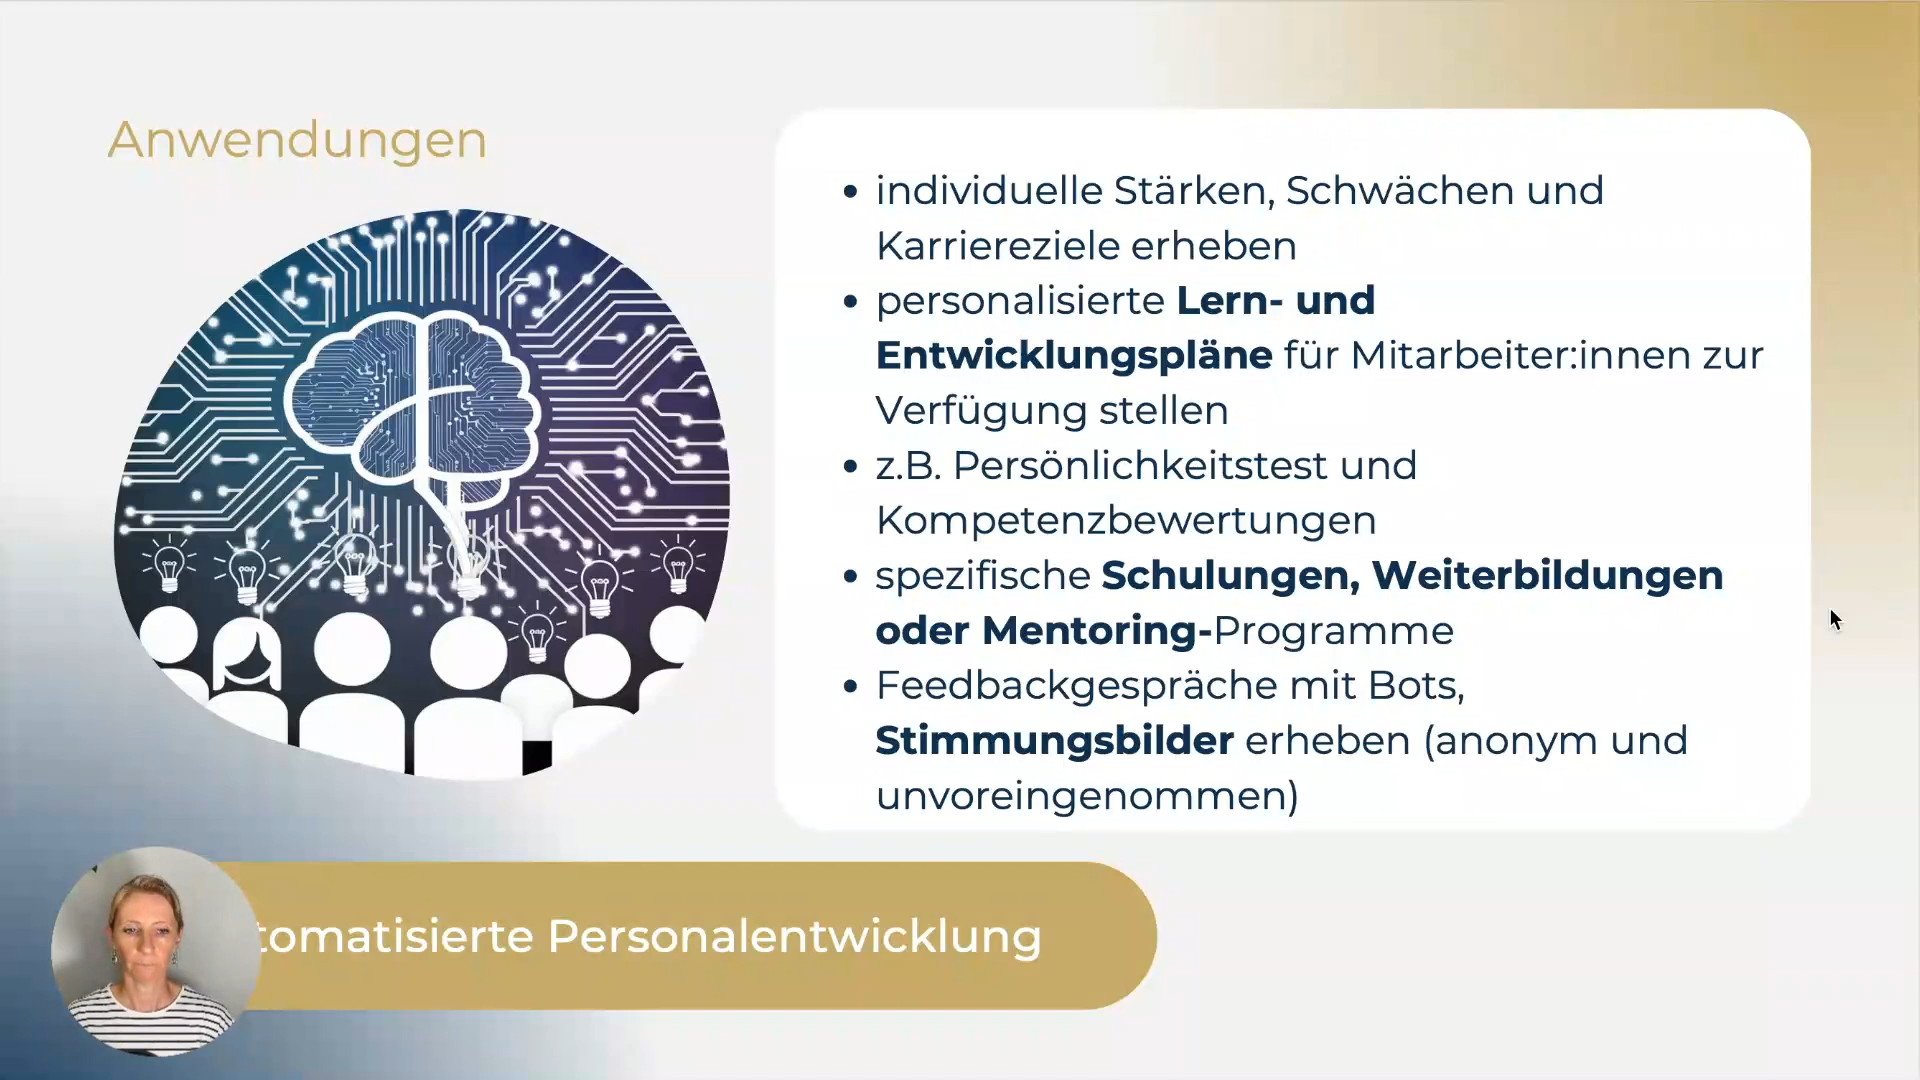 Anwendungen
• individuelle Stärken, Schwächen und
Karriereziele erheben
• personalisierte Lern- und
Entwicklungspläne für Mitarbeiter:innen zur
Verfügung stellen
• z.B. Persönlichkeitstest und
Kompetenzbewertungen
• spezifische Schulungen, Weiterbildungen
oder Mentoring-Programme
• Feedbackgespräche mit Bots,
Stimmungsbilder erheben (anonym und
unvoreingenommen)
tomatisierte Personalentwicklung